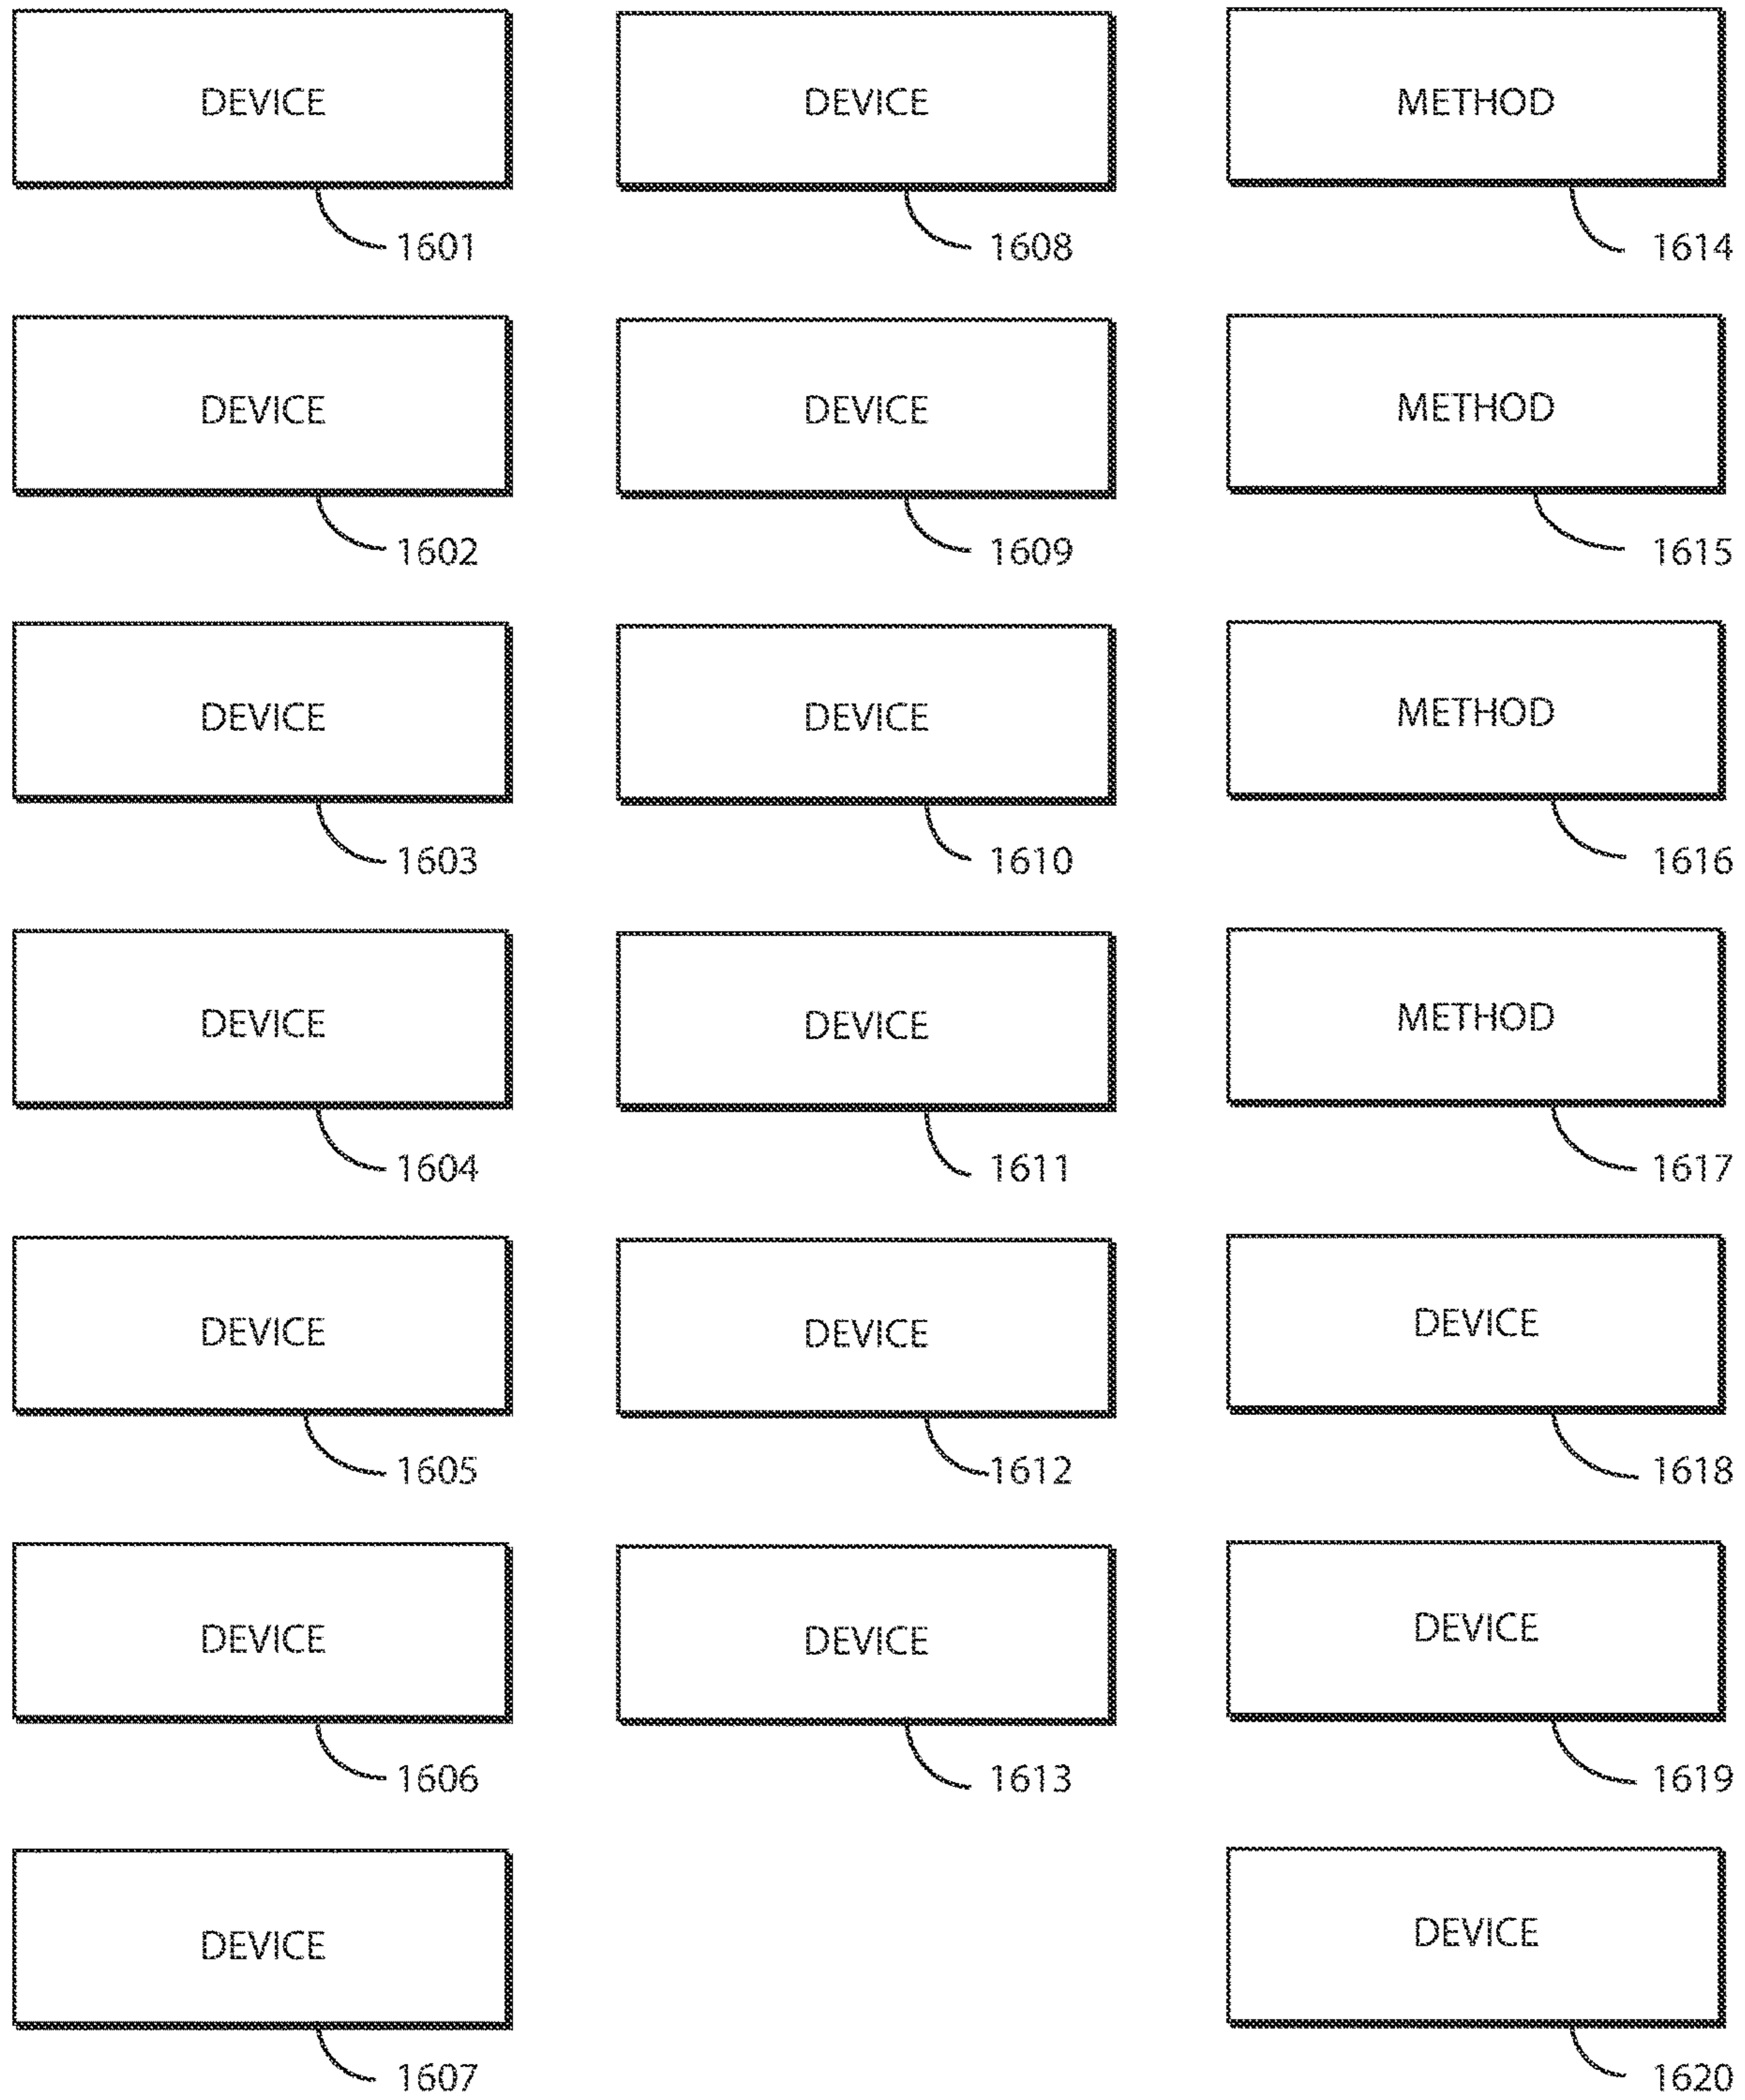 DEVICE
1601
DEVICE
1602
DEVICE
1603
DEVICE
1604
DEVICE
1605
DEVICE
1606
DEVICE
1607
DEVICE
1608
DEVICE
1609
DEVICE
1610
DEVICE
1611
DEVICE
1612
DEVICE
1613
METHOD
1614
METHOD
1615
METHOD
1616
METHOD
1617
DEVICE
1618
DEVICE
1619
DEVICE
1620